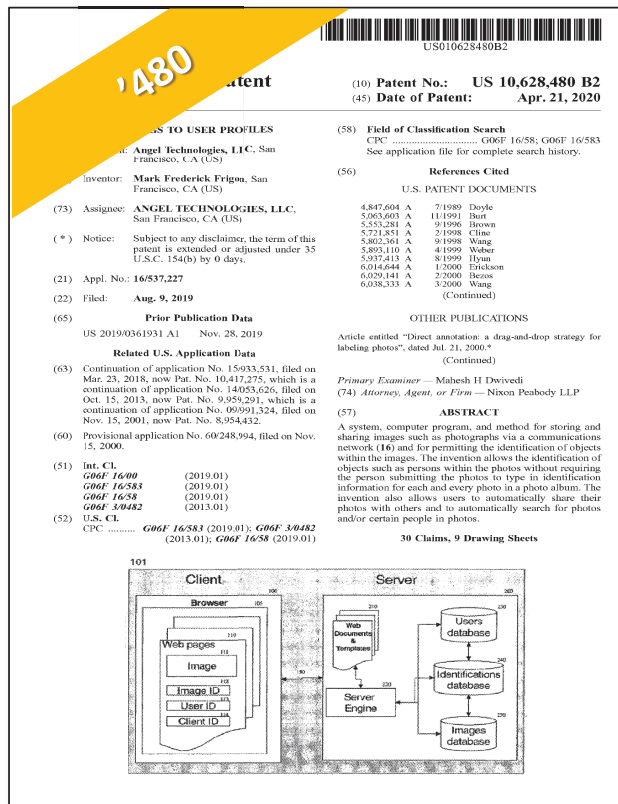 US010628480B2
'480
atent
(10) Patent No.: US 10,628,480 B2
(45) Date of Patent: Apr. 21, 2020
GS TO USER PROFILES
Angel Technologies, LLC, San
Francisco, CA (US)
Inventor: Mark Frederick Frigon, San
Francisco, CA (US)
(73) Assignee: ANGEL TECHNOLOGIES, LLC,
San Francisco, CA (US)
( * ) Notice: Subject to any disclaimer, the term of this
patent is extended or adjusted under 35
U.S.C. 154(b) by 0 days.
(21) Appl. No.: 16/537,227
(22) Filed: Aug. 9, 2019
(65) Prior Publication Data
US 2019/0361931 A1 Nov. 28, 2019
Related U.S. Application Data
(63) Continuation of application No. 15/933,531, filed on
Mar. 23, 2018, now Pat. No. 10,417,275, which is a
continuation of application No. 14/053,626, filed on
Oct. 15, 2013, now Pat. No. 9,959,291, which is a
continuation of application No. 09/991,324, filed on
Nov. 15, 2001, now Pat. No. 8,954,432.
(60) Provisional application No. 60/248,994, filed on Nov.
15, 2000.
(51) Int. Cl.
G06F 16/00 (2019.01)
G06F 16/583 (2019.01)
G06F 16/58 (2019.01)
G06F 3/0482 (2013.01)
(52) U.S. Cl.
CPC .......... G06F 16/583 (2019.01); G06F 3/0482
(2013.01); G06F 16/58 (2019.01)
(58) Field of Classification Search
CPC .............................. G06F 16/58; G06F 16/583
See application file for complete search history.
(56) References Cited
U.S. PATENT DOCUMENTS
4,847,604 A 7/1989 Doyle
5,063,603 A 11/1991 Burt
5,553,281 A 9/1996 Brown
5,721,851 A 2/1998 Cline
5,802,361 A 9/1998 Wang
5,893,110 A 4/1999 Weber
5,937,413 A 8/1999 Hyun
6,014,644 A 1/2000 Erickson
6,029,141 A 2/2000 Bezos
6,038,333 A 3/2000 Wang
(Continued)
OTHER PUBLICATIONS
Article entitled "Direct annotation: a drag-and-drop strategy for
labeling photos", dated Jul. 21, 2000.*
(Continued)
Primary Examiner — Mahesh H Dwivedi
(74) Attorney, Agent, or Firm — Nixon Peabody LLP
(57) ABSTRACT
A system, computer program, and method for storing and
sharing images such as photographs via a communications
network (16) and for permitting the identification of objects
within the images. The invention allows the identification of
objects such as persons within the photos without requiring
the person submitting the photos to type in identification
information for each and every photo in a photo album. The
invention also allows users to automatically share their
photos with others and to automatically search for photos
and/or certain people in photos.
30 Claims, 9 Drawing Sheets
101
Client
100
Browser
105
110
Web pages
111
Image
112
Image ID
113
User ID
114
Client ID
Server
200
210
Web
Documents
&
Templates
220
Server
Engine
230
Users
database
240
Identifications
database
250
Images
database